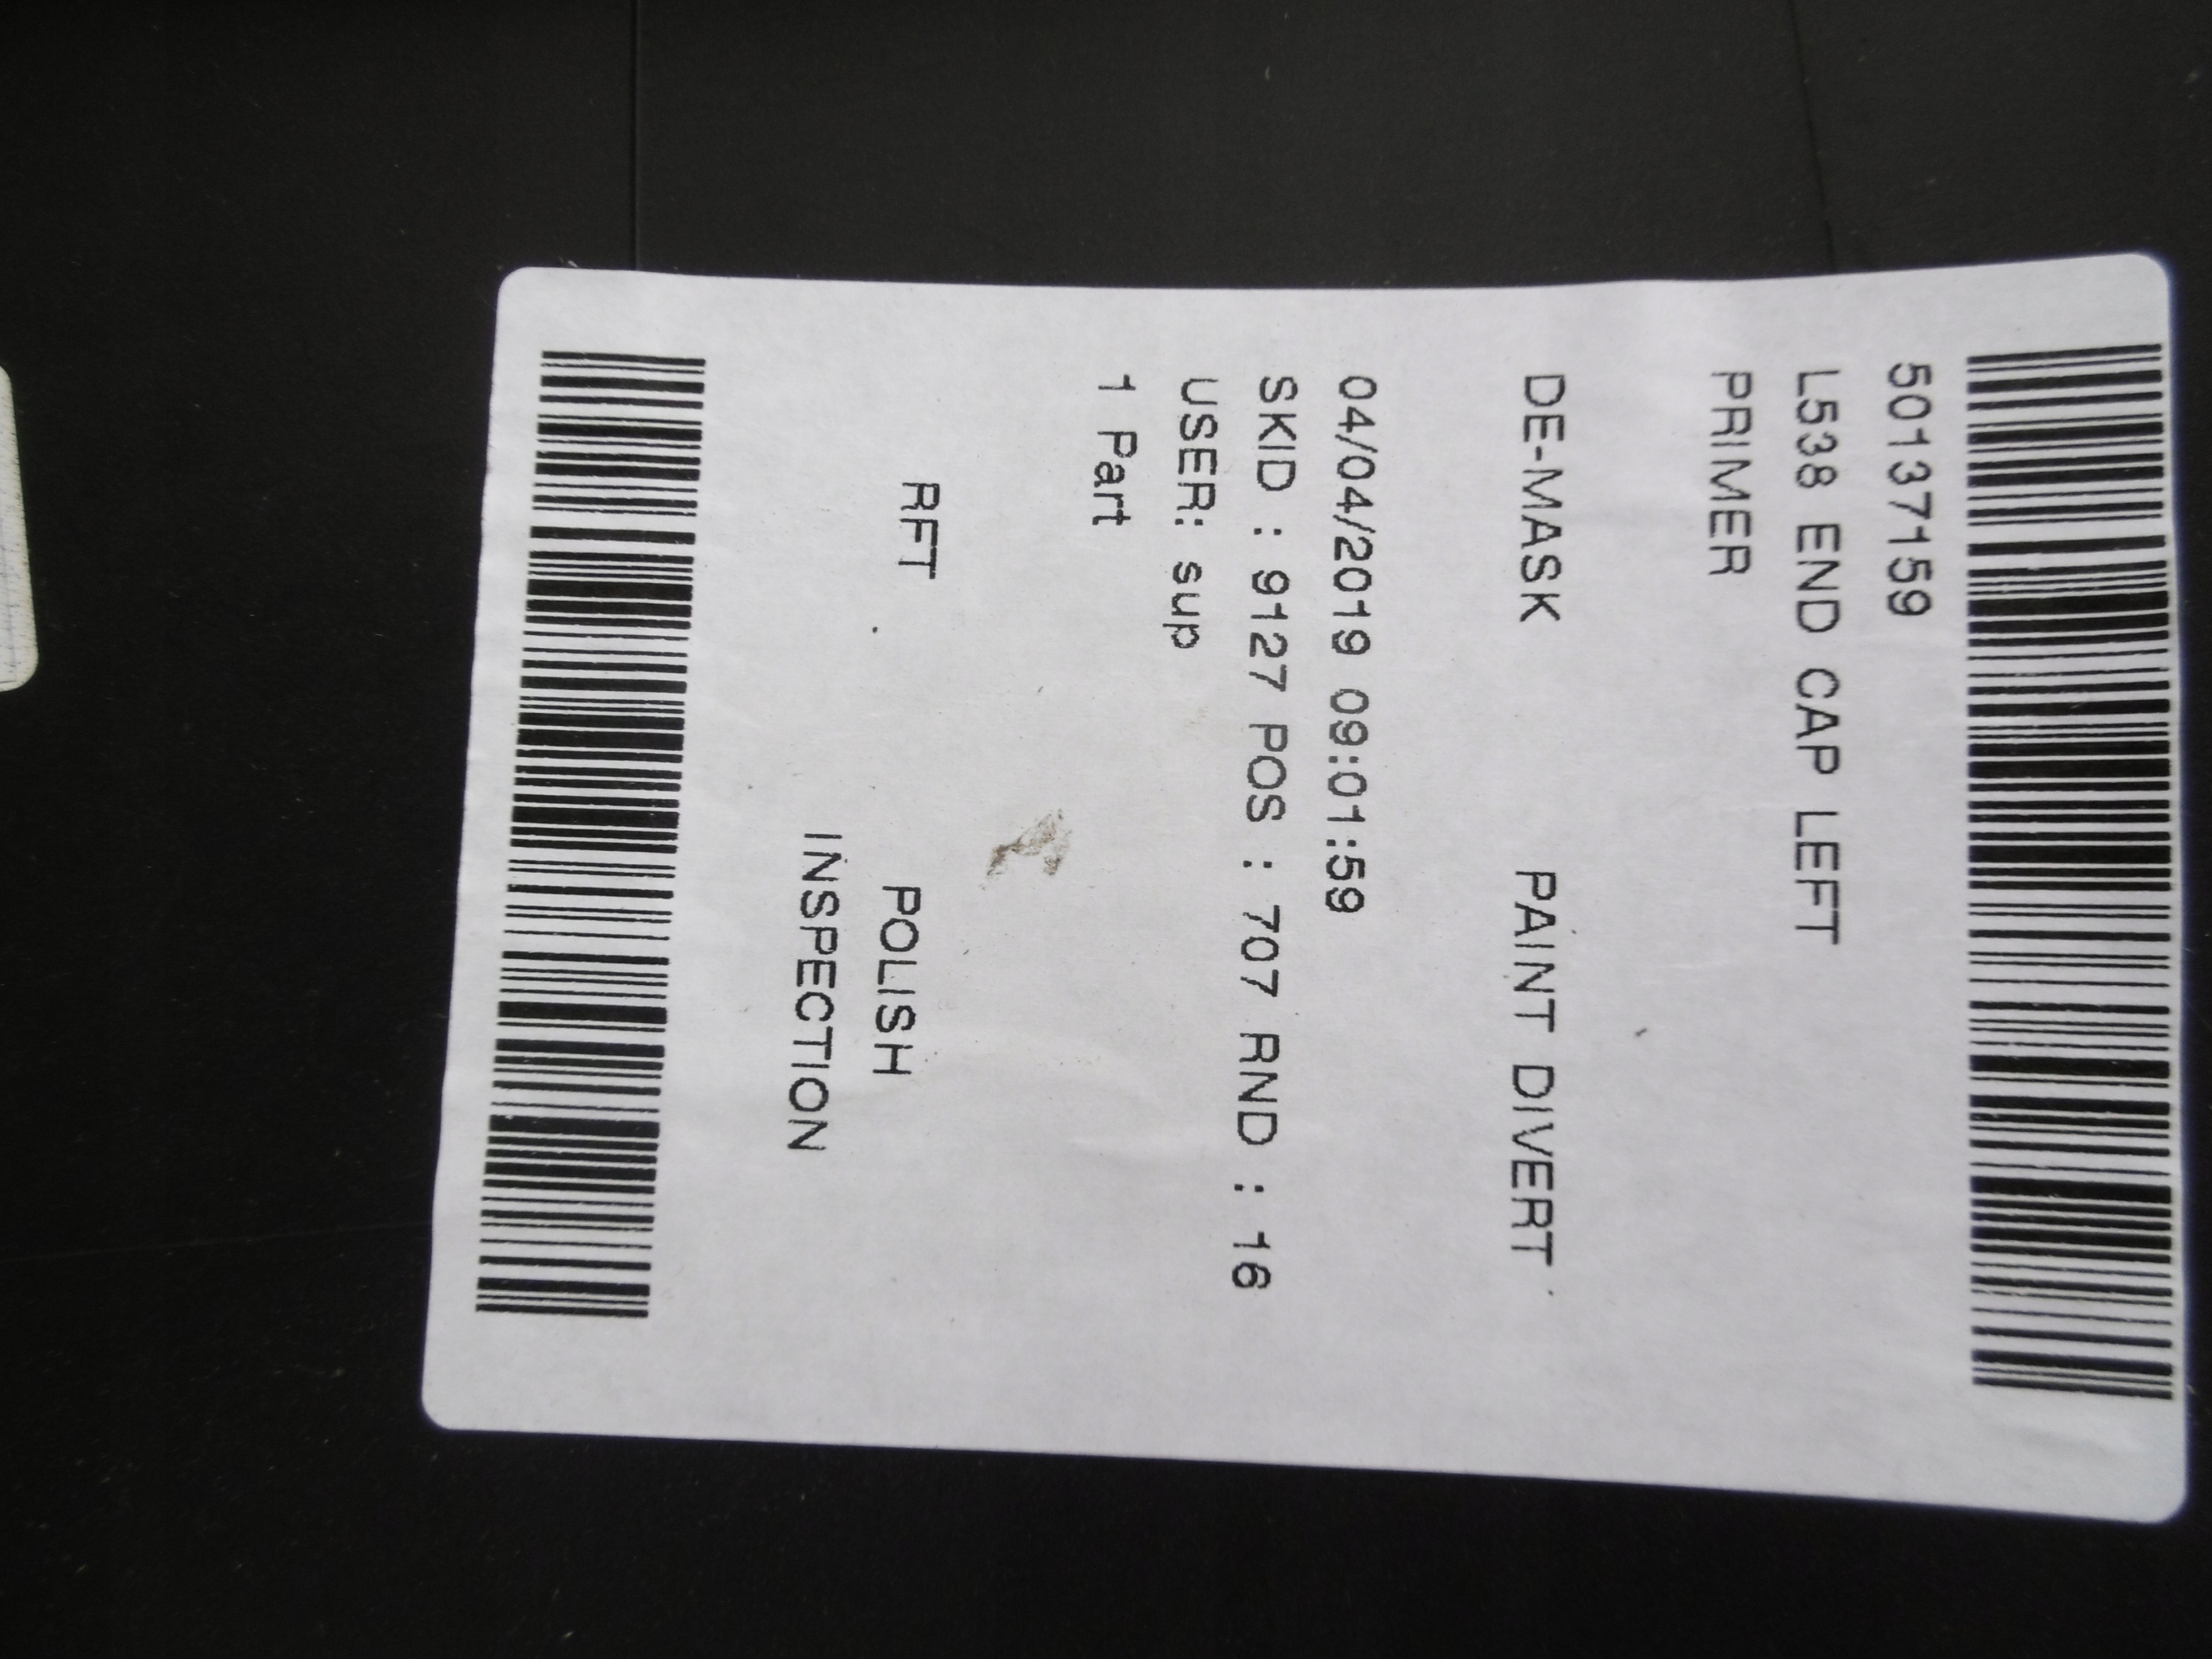 50137159
L538 END CAP LEFT
PRIMER
DE-MASK PAINT DIVERT
04/04/2019 09:01:59
SKID : 9127 POS : 707 RND : 16
USER: sup
1 Part
RFT POLISH
INSPECTION